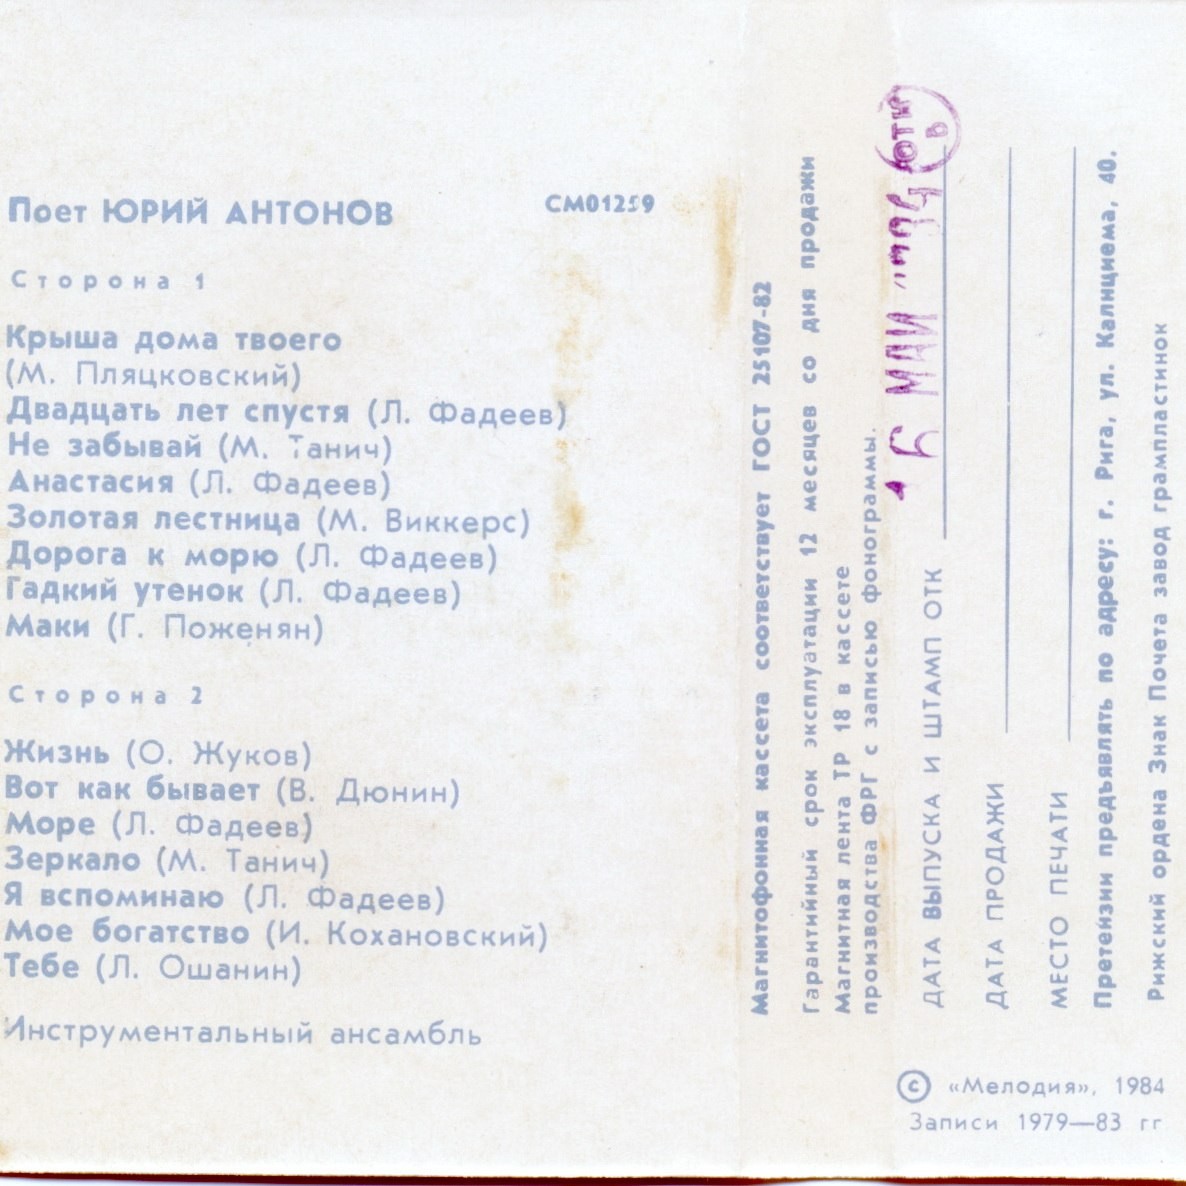 Поет ЮРИЙ АНТОНОВ
СМ01259
Сторона 1
Крыша дома твоего
(М. Пляцковский)
Двадцать лет спустя (Л. Фадеев)
Не забывай (М. Танич)
Анастасия (Л. Фадеев)
Золотая лестница (М. Виккерс)
Дорога к морю (Л. Фадеев)
Гадкий утенок (Л. Фадеев)
Маки (Г. Поженян)
Сторона 2
Жизнь (О. Жуков)
Вот как бывает (В. Дюнин)
Море (Л. Фадеев)
Зеркало (М. Танич)
Я вспоминаю (Л. Фадеев)
Мое богатство (И. Кохановский)
Тебе (Л. Ошанин)
Инструментальный ансамбль
Магнитофонная кассета соответствует ГОСТ 25107-82
Гарантийный срок эксплуатации 12 месяцев со дня продажи
Магнитная лента ТР 18 в кассете
производства ФРГ с записью фонограммы.
ДАТА ВЫПУСКА И ШТАМП ОТК
МАИ
ОТК
ДАТА ПРОДАЖИ
МЕСТО ПЕЧАТИ
Претензии предъявлять по адресу: г. Рига, ул. Калнциема, 40.
Рижский ордена Знак Почета завод грампластинок
© «Мелодия», 1984
Записи 1979—83 гг